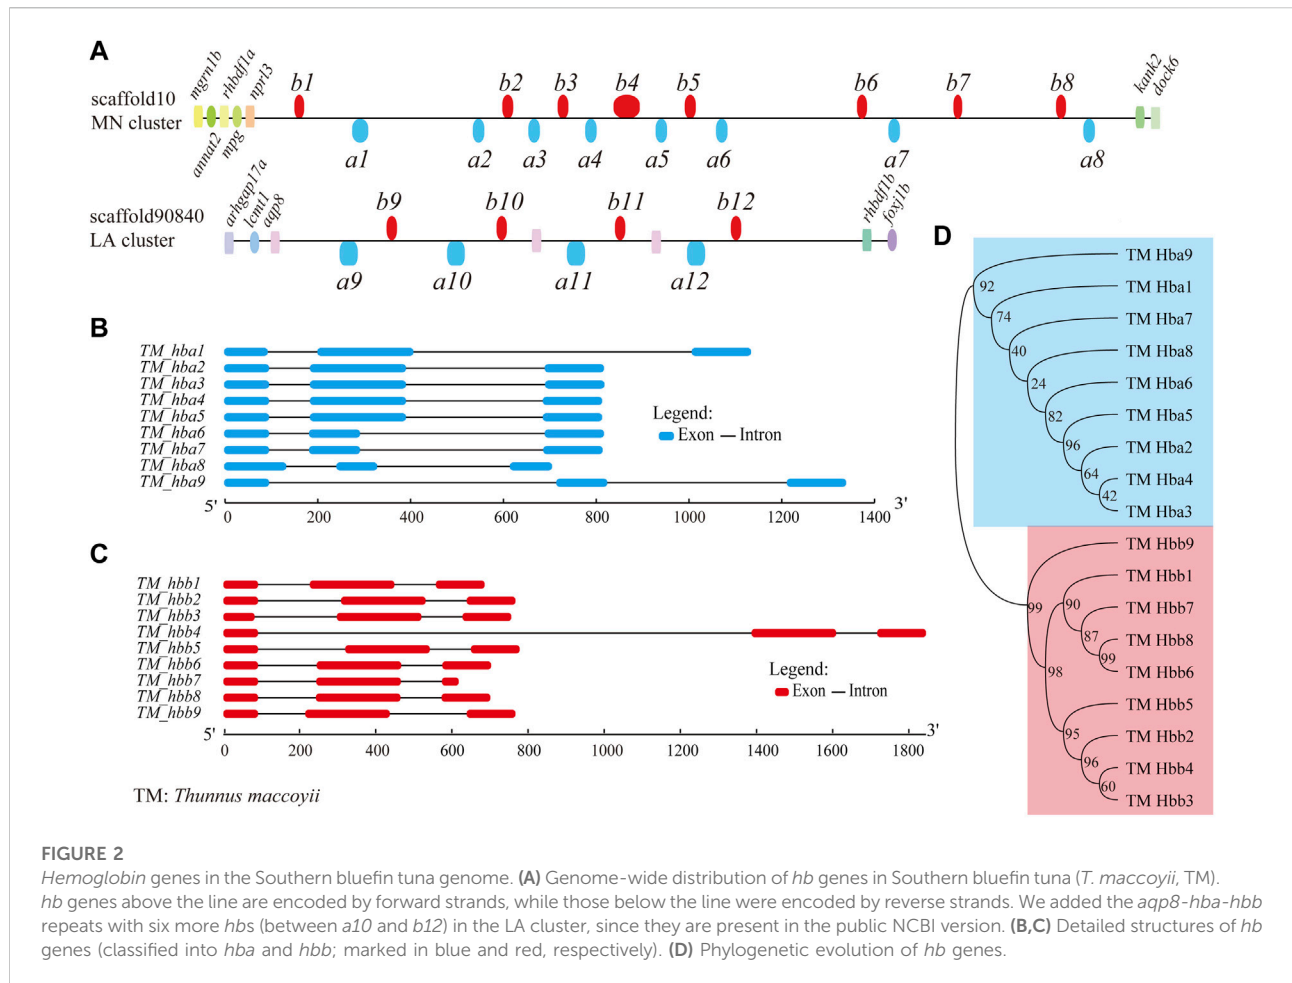 A
mgrn1b
annat2
rhbdf1a
mpg
nprl3
b1
b2
b3
b4
b5
b6
b7
b8
kank2
dock6
scaffold10
MN cluster
a1
a2
a3
a4
a5
a6
a7
a8
arhgap17a
lcmt1
aqp8
b9
b10
b11
b12
rhbdf1b
foxj1b
scaffold90840
LA cluster
a9
a10
a11
a12
B
TM_hba1
TM_hba2
TM_hba3
TM_hba4
TM_hba5
TM_hba6
TM_hba7
TM_hba8
TM_hba9
Legend:
Exon — Intron
5'
0 200 400 600 800 1000 1200 1400
3'
C
TM_hbb1
TM_hbb2
TM_hbb3
TM_hbb4
TM_hbb5
TM_hbb6
TM_hbb7
TM_hbb8
TM_hbb9
Legend:
Exon — Intron
5'
0 200 400 600 800 1000 1200 1400 1600 1800
3'
TM: Thunnus maccoyii
D
TM Hba9
TM Hba1
TM Hba7
TM Hba8
TM Hba6
TM Hba5
TM Hba2
TM Hba4
TM Hba3
92
74
40
24
82
96
64
42
TM Hbb9
TM Hbb1
TM Hbb7
TM Hbb8
TM Hbb6
TM Hbb5
TM Hbb2
TM Hbb4
TM Hbb3
99
90
87
99
98
95
96
60
FIGURE 2
Hemoglobin genes in the Southern bluefin tuna genome. (A) Genome-wide distribution of hb genes in Southern bluefin tuna (T. maccoyii, TM).
hb genes above the line are encoded by forward strands, while those below the line were encoded by reverse strands. We added the aqp8-hba-hbb
repeats with six more hbs (between a10 and b12) in the LA cluster, since they are present in the public NCBI version. (B,C) Detailed structures of hb
genes (classified into hba and hbb; marked in blue and red, respectively). (D) Phylogenetic evolution of hb genes.